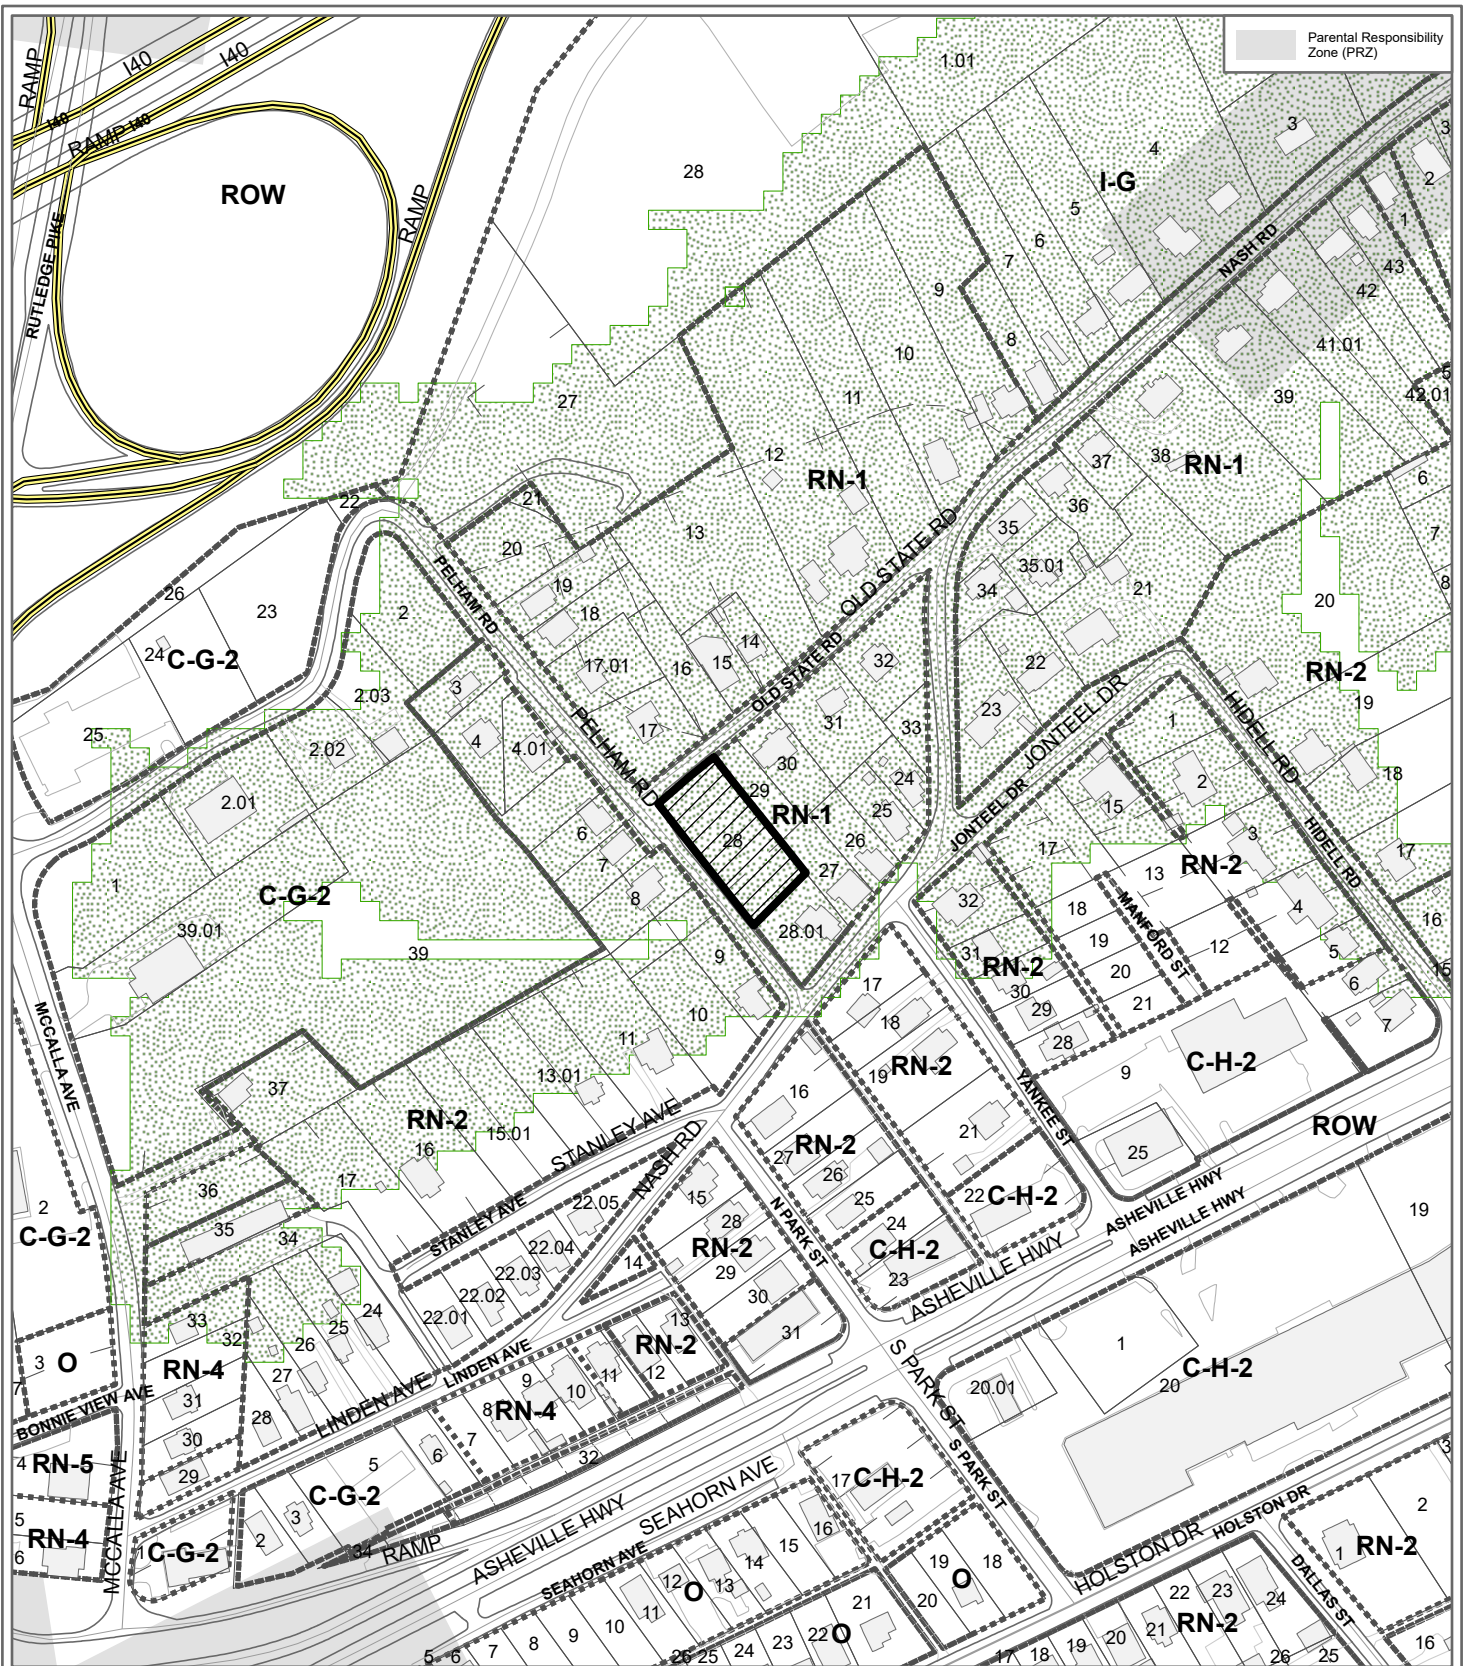 Parental Responsibility
Zone (PRZ)
RAMP
I40
I40
I40
RAMP
I40
ROW
RAMP
RUTLEDGE PIKE
28
1.01
3
4
I-G
5
6
7
8
9
10
11
12
13
RN-1
NASH RD
3
2
1
43
42
41.01
39
5
42.01
38
RN-1
37
36
35
35.01
34
21
6
7
8
20
RN-2
19
27
22
21
20
19
18
17.01
17
16
15
14
PELHAM RD
PELHAM RD
OLD STATE RD
OLD STATE RD
26
23
24
C-G-2
25
2
2.03
2.02
2.01
3
4
4.01
32
31
33
30
29
RN-1
28
24
25
26
27
28.01
22
23
JONTEEL DR
JONTEEL DR
HIDELL RD
HIDELL RD
1
2
15
3
18
17
17
13
RN-2
4
16
5
15
6
7
MANFORD ST
18
19
20
21
12
32
31
RN-2
30
29
28
6
7
8
9
10
1
C-G-2
39.01
39
MCCALLA AVE
11
13.01
37
RN-2
15.01
16
17
STANLEY AVE
STANLEY AVE
NASH RD
17
18
19
RN-2
16
RN-2
27
26
25
21
22
C-H-2
24
C-H-2
23
YANKEE ST
9
C-H-2
25
ROW
ASHEVILLE HWY
ASHEVILLE HWY
ASHEVILLE HWY
19
2
C-G-2
36
35
34
33
32
RN-4
31
30
29
3
O
7
BONNIE VIEW AVE
4
RN-5
5
RN-4
6
MCCALLA AVE
22.05
22.04
22.03
22.02
22.01
24
25
26
27
28
15
28
RN-2
29
14
30
31
N PARK ST
13
RN-2
12
11
10
9
8
RN-4
7
LINDEN AVE
LINDEN AVE
6
5
C-G-2
3
2
1
C-G-2
34
RAMP
32
ASHEVILLE HWY
SEAHORN AVE
SEAHORN AVE
S PARK ST
S PARK ST
20.01
1
C-H-2
20
17
C-H-2
16
15
14
13
12
O
11
10
9
8
7
6
5
19
18
O
20
21
22
O
23
24
25
26
HOLSTON DR
HOLSTON DR
DALLAS ST
2
3
1
RN-2
22
23
24
RN-2
21
20
19
18
17
26
25
16